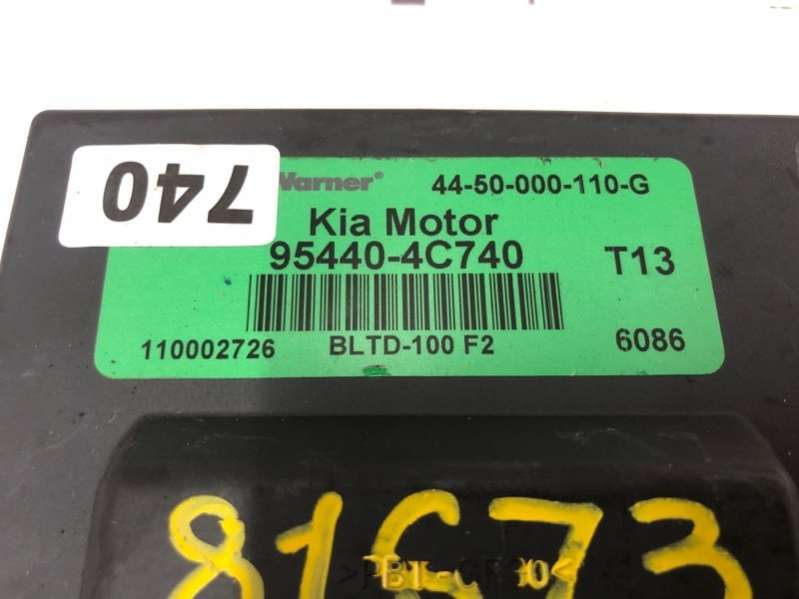 740
Warner® 44-50-000-110-G
Kia Motor
95440-4C740 T13
110002726 BLTD-100 F2 6086
81673